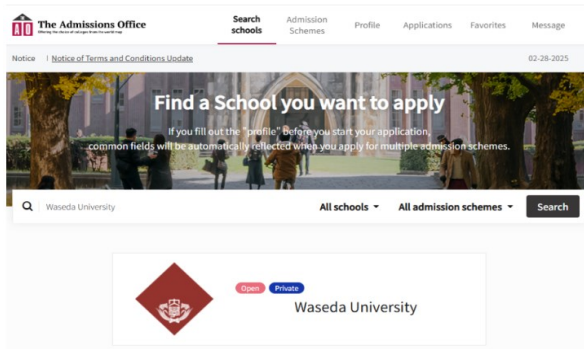 The Admissions Office
Offering the choice of colleges from the world map
Search schools
Admission Schemes
Profile
Applications
Favorites
Message
Notice
Notice of Terms and Conditions Update
02-28-2025
Find a School you want to apply
If you fill out the "profile" before you start your application,
common fields will be automatically reflected when you apply for multiple admission schemes.
Waseda University
All schools
All admission schemes
Search
Open
Private
Waseda University